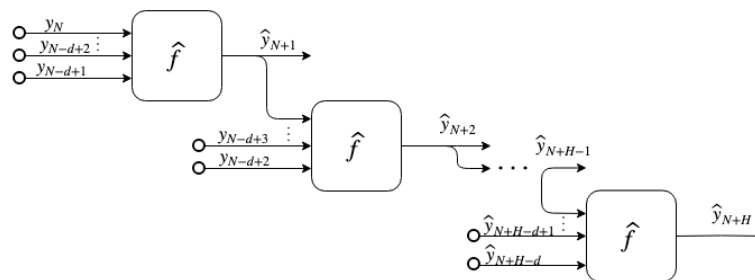 y_N
y_{N−d+2} ⋮
y_{N−d+1}
f̂
ŷ_{N+1}
⋮
y_{N−d+3}
y_{N−d+2}
f̂
ŷ_{N+2}
···
ŷ_{N+H−1}
ŷ_{N+H−d+1} ⋮
ŷ_{N+H−d}
f̂
ŷ_{N+H}